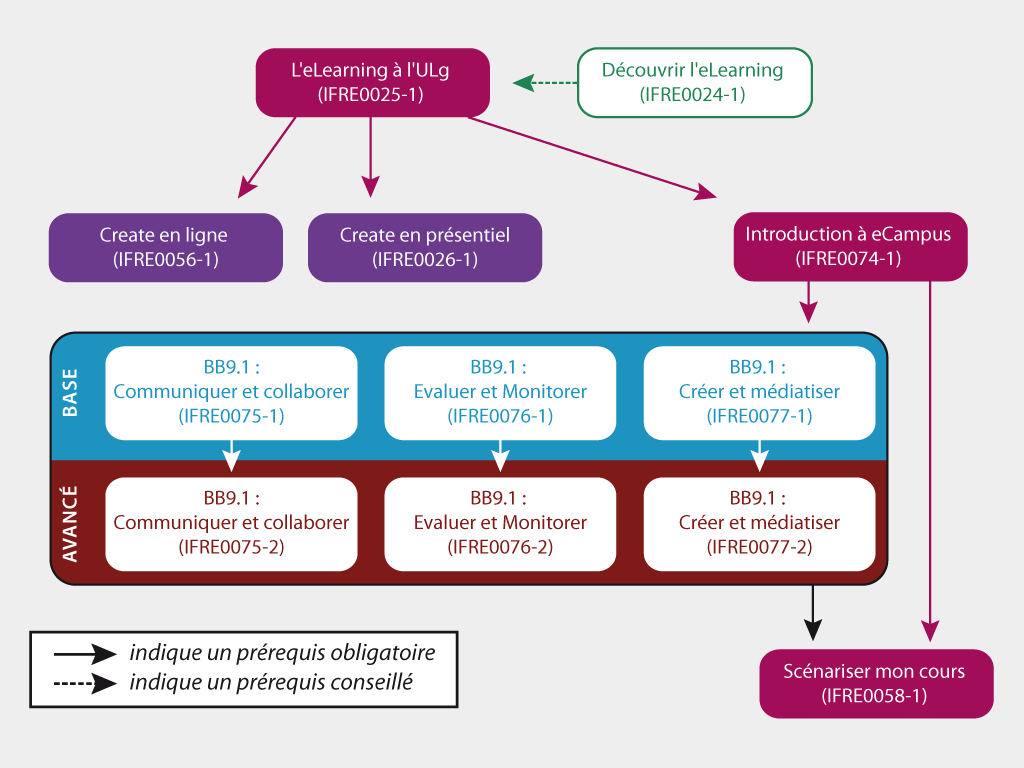 L'eLearning à l'ULg
(IFRE0025-1)
Découvrir l'eLearning
(IFRE0024-1)
Create en ligne
(IFRE0056-1)
Create en présentiel
(IFRE0026-1)
Introduction à eCampus
(IFRE0074-1)
BASE
BB9.1 :
Communiquer et collaborer
(IFRE0075-1)
BB9.1 :
Evaluer et Monitorer
(IFRE0076-1)
BB9.1 :
Créer et médiatiser
(IFRE0077-1)
AVANCÉ
BB9.1 :
Communiquer et collaborer
(IFRE0075-2)
BB9.1 :
Evaluer et Monitorer
(IFRE0076-2)
BB9.1 :
Créer et médiatiser
(IFRE0077-2)
indique un prérequis obligatoire
indique un prérequis conseillé
Scénariser mon cours
(IFRE0058-1)